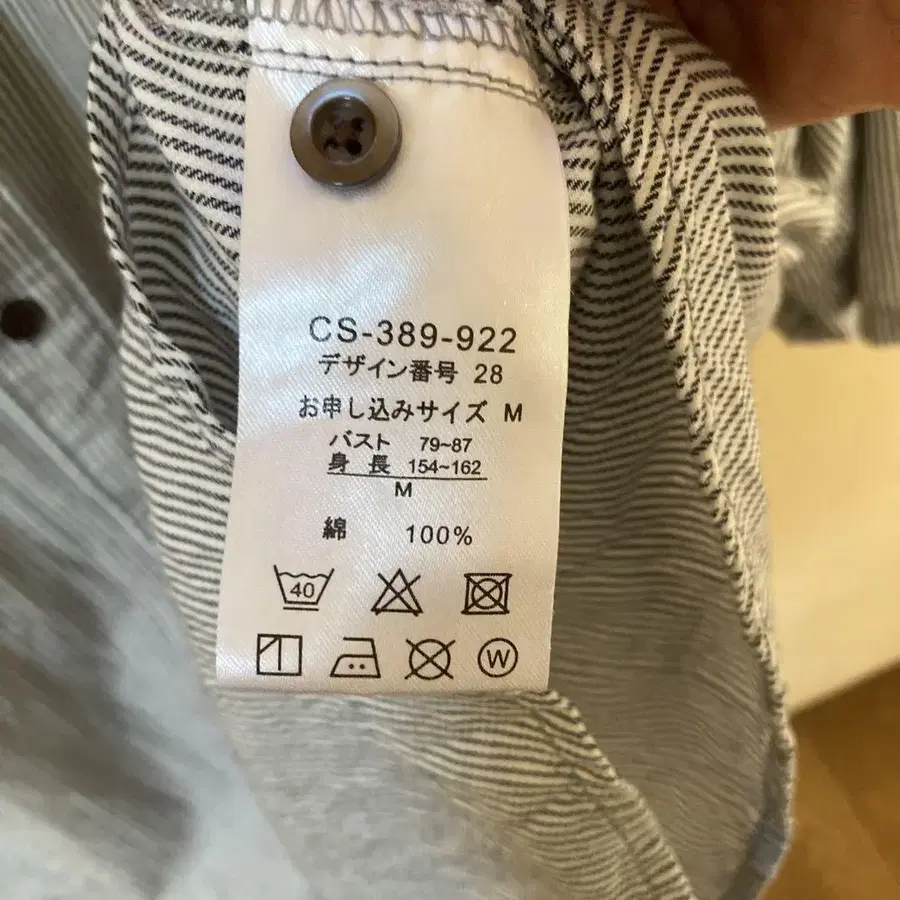 CS-389-922
デザイン番号 28
お申し込みサイズ M
バスト 79~87
身 長 154~162
M
綿 100%
40
W